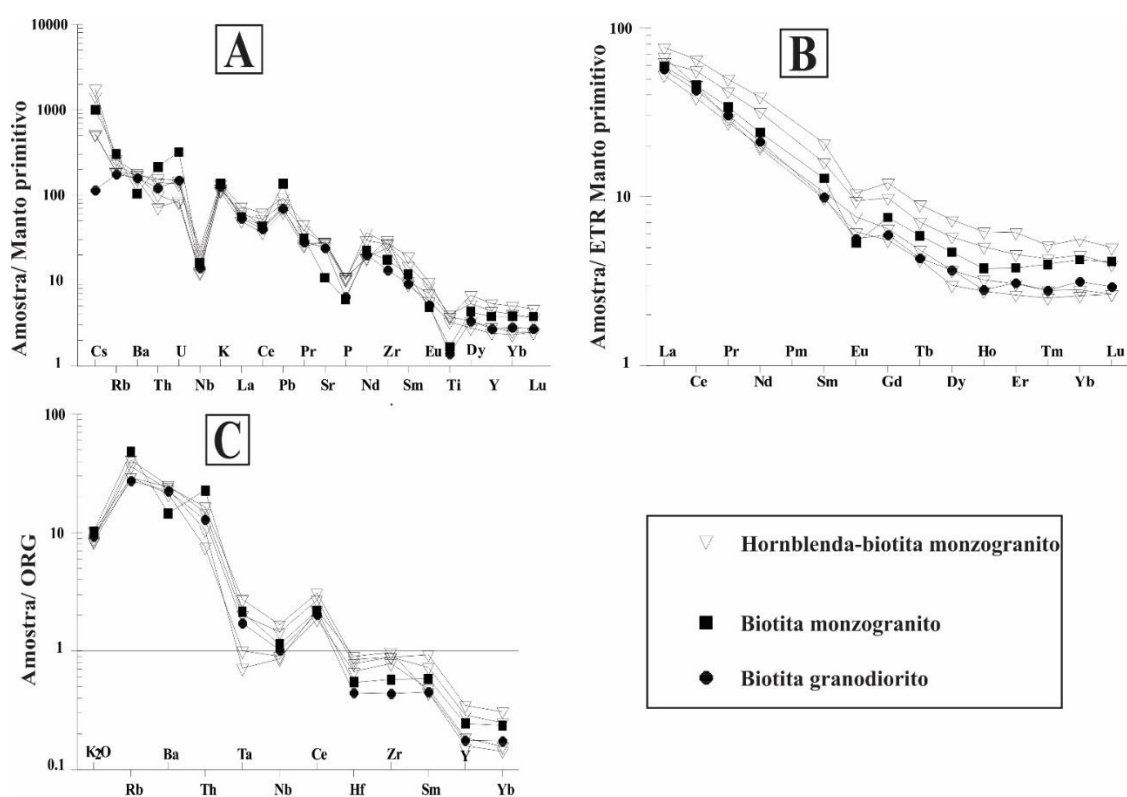 A
10000
1000
100
10
1
Amostra/ Manto primitivo
Cs Ba U K Ce Pr P Zr Eu Dy Yb
Rb Th Nb La Pb Sr Nd Sm Ti Y Lu
B
100
10
1
Amostra/ ETR Manto primitivo
La Pr Pm Eu Tb Ho Tm Lu
Ce Nd Sm Gd Dy Er Yb
C
100
10
1
0.1
Amostra/ ORG
K2O Ba Ta Ce Zr Y
Rb Th Nb Hf Sm Yb
Hornblenda-biotita monzogranito
Biotita monzogranito
Biotita granodiorito